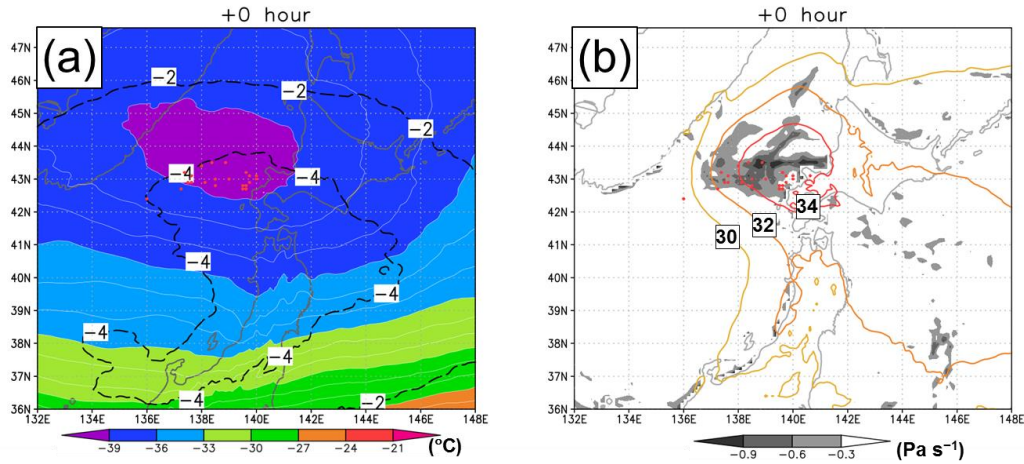 +0 hour
(a)
47N
46N
45N
44N
43N
42N
41N
40N
39N
38N
37N
36N
132E 134E 136E 138E 140E 142E 144E 146E 148E
−2
−2
−2
−4
−4
−4
−4
−4
−4
−4
−2
−39 −36 −33 −30 −27 −24 −21
(°C)
+0 hour
(b)
47N
46N
45N
44N
43N
42N
41N
40N
39N
38N
37N
36N
132E 134E 136E 138E 140E 142E 144E 146E 148E
34
32
30
−0.9 −0.6 −0.3
(Pa s⁻¹)